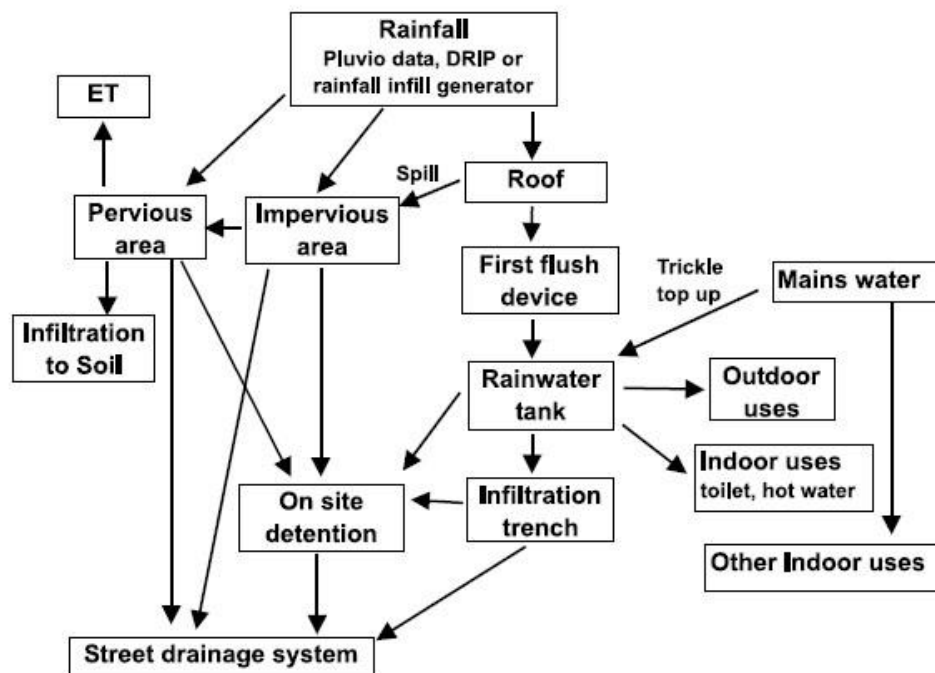 Rainfall
Pluvio data, DRIP or
rainfall infill generator
ET
Spill
Roof
Pervious
area
Impervious
area
First flush
device
Trickle
top up
Mains water
Infiltration
to Soil
Rainwater
tank
Outdoor
uses
Indoor uses
toilet, hot water
On site
detention
Infiltration
trench
Other Indoor uses
Street drainage system